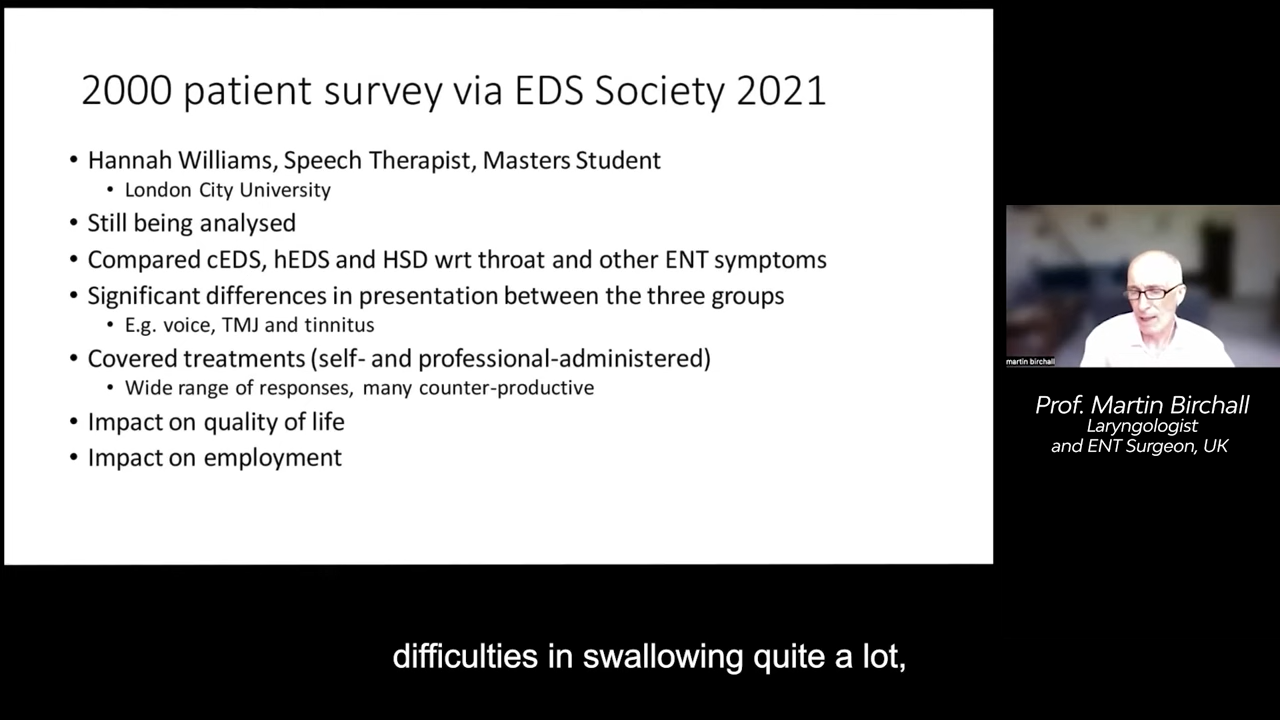 2000 patient survey via EDS Society 2021
• Hannah Williams, Speech Therapist, Masters Student
• London City University
• Still being analysed
• Compared cEDS, hEDS and HSD wrt throat and other ENT symptoms
• Significant differences in presentation between the three groups
• E.g. voice, TMJ and tinnitus
• Covered treatments (self- and professional-administered)
• Wide range of responses, many counter-productive
• Impact on quality of life
• Impact on employment
martin birchall
Prof. Martin Birchall
Laryngologist
and ENT Surgeon, UK
difficulties in swallowing quite a lot,